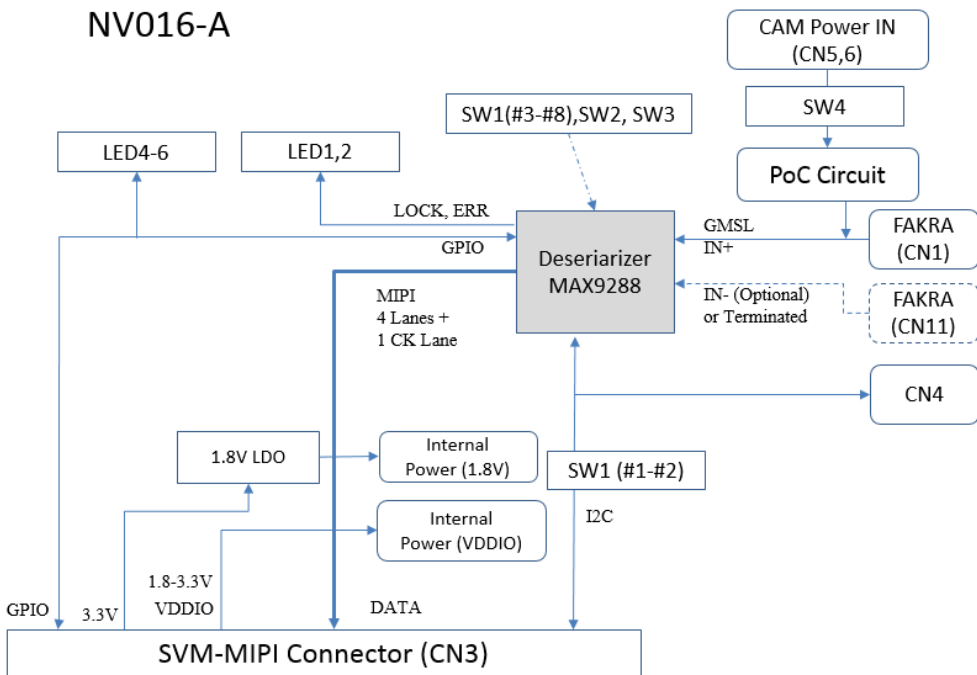 NV016-A
CAM Power IN
(CN5,6)
SW4
SW1(#3-#8),SW2, SW3
LED4-6
LED1,2
PoC Circuit
LOCK, ERR
GPIO
GMSL
IN+
FAKRA
(CN1)
Deseriarizer
MAX9288
MIPI
4 Lanes +
1 CK Lane
IN- (Optional)
or Terminated
FAKRA
(CN11)
CN4
1.8V LDO
Internal
Power (1.8V)
SW1 (#1-#2)
Internal
Power (VDDIO)
I2C
1.8-3.3V
VDDIO
GPIO
3.3V
DATA
SVM-MIPI Connector (CN3)